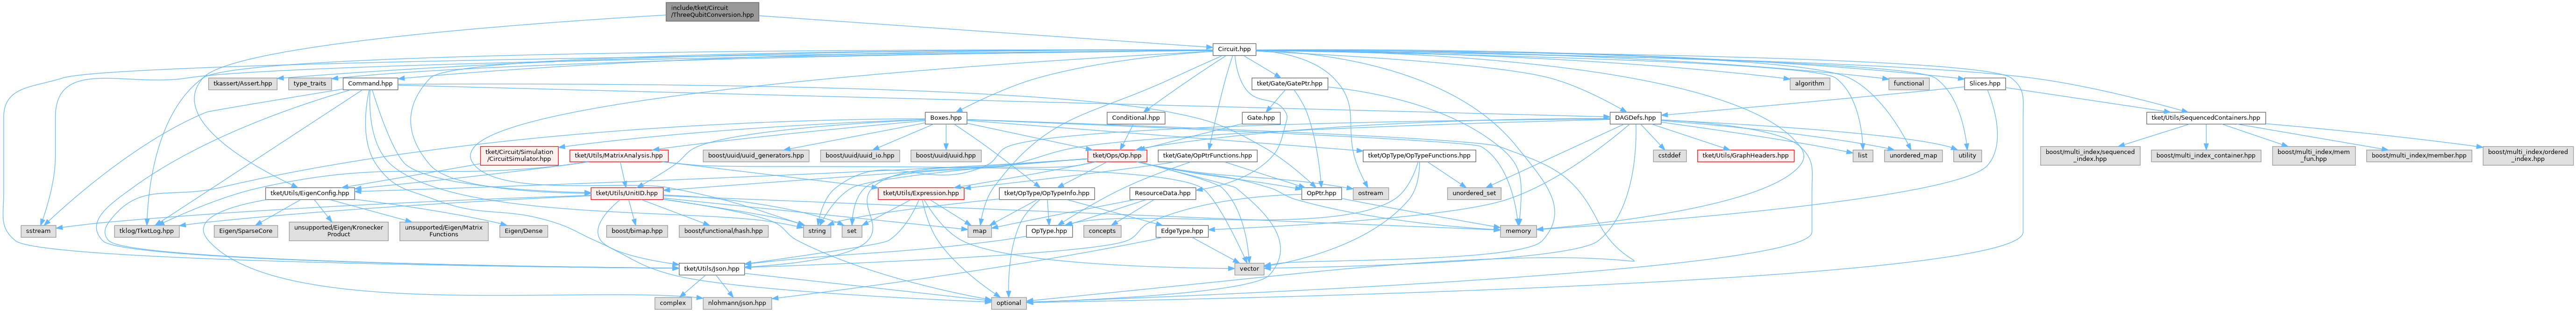 include/tket/Circuit
/ThreeQubitConversion.hpp
Circuit.hpp
tkassert/Assert.hpp
type_traits
Command.hpp
tket/Gate/GatePtr.hpp
algorithm
functional
Slices.hpp
Boxes.hpp
Conditional.hpp
Gate.hpp
DAGDefs.hpp
tket/Utils/SequencedContainers.hpp
tket/Circuit/Simulation
/CircuitSimulator.hpp
tket/Utils/MatrixAnalysis.hpp
boost/uuid/uuid_generators.hpp
boost/uuid/uuid_io.hpp
boost/uuid/uuid.hpp
tket/Ops/Op.hpp
tket/Gate/OpPtrFunctions.hpp
tket/OpType/OpTypeFunctions.hpp
cstddef
tket/Utils/GraphHeaders.hpp
list
unordered_map
utility
boost/multi_index/sequenced
_index.hpp
boost/multi_index_container.hpp
boost/multi_index/mem
_fun.hpp
boost/multi_index/member.hpp
boost/multi_index/ordered
_index.hpp
tket/Utils/EigenConfig.hpp
tket/Utils/UnitID.hpp
tket/Utils/Expression.hpp
tket/OpType/OpTypeInfo.hpp
ResourceData.hpp
OpPtr.hpp
ostream
unordered_set
sstream
tklog/TketLog.hpp
Eigen/SparseCore
unsupported/Eigen/Kronecker
Product
unsupported/Eigen/Matrix
Functions
Eigen/Dense
boost/bimap.hpp
boost/functional/hash.hpp
string
set
map
OpType.hpp
concepts
EdgeType.hpp
memory
tket/Utils/Json.hpp
vector
complex
nlohmann/json.hpp
optional